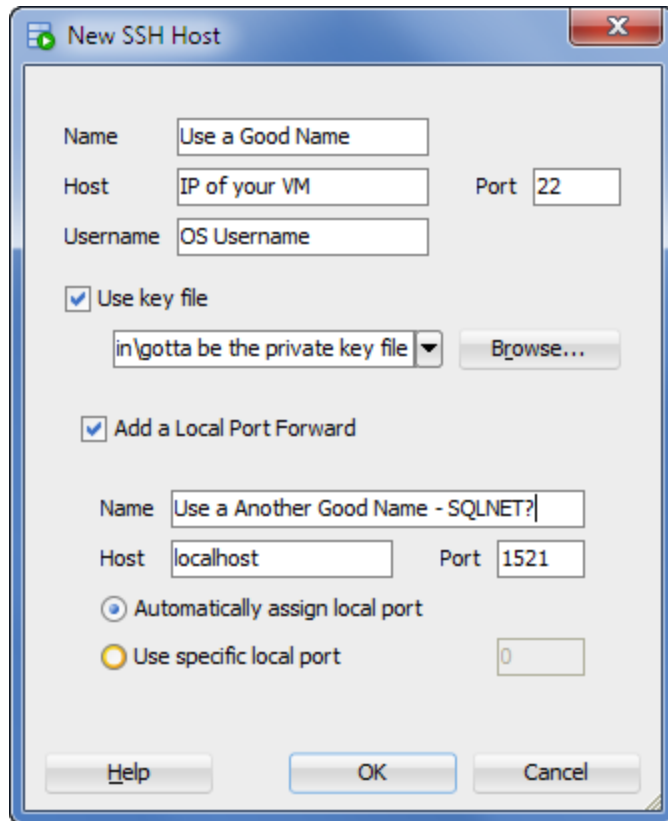 New SSH Host
Name Use a Good Name
Host IP of your VM Port 22
Username OS Username
Use key file
in\gotta be the private key file Browse...
Add a Local Port Forward
Name Use a Another Good Name - SQLNET?
Host localhost Port 1521
Automatically assign local port
Use specific local port 0
Help OK Cancel